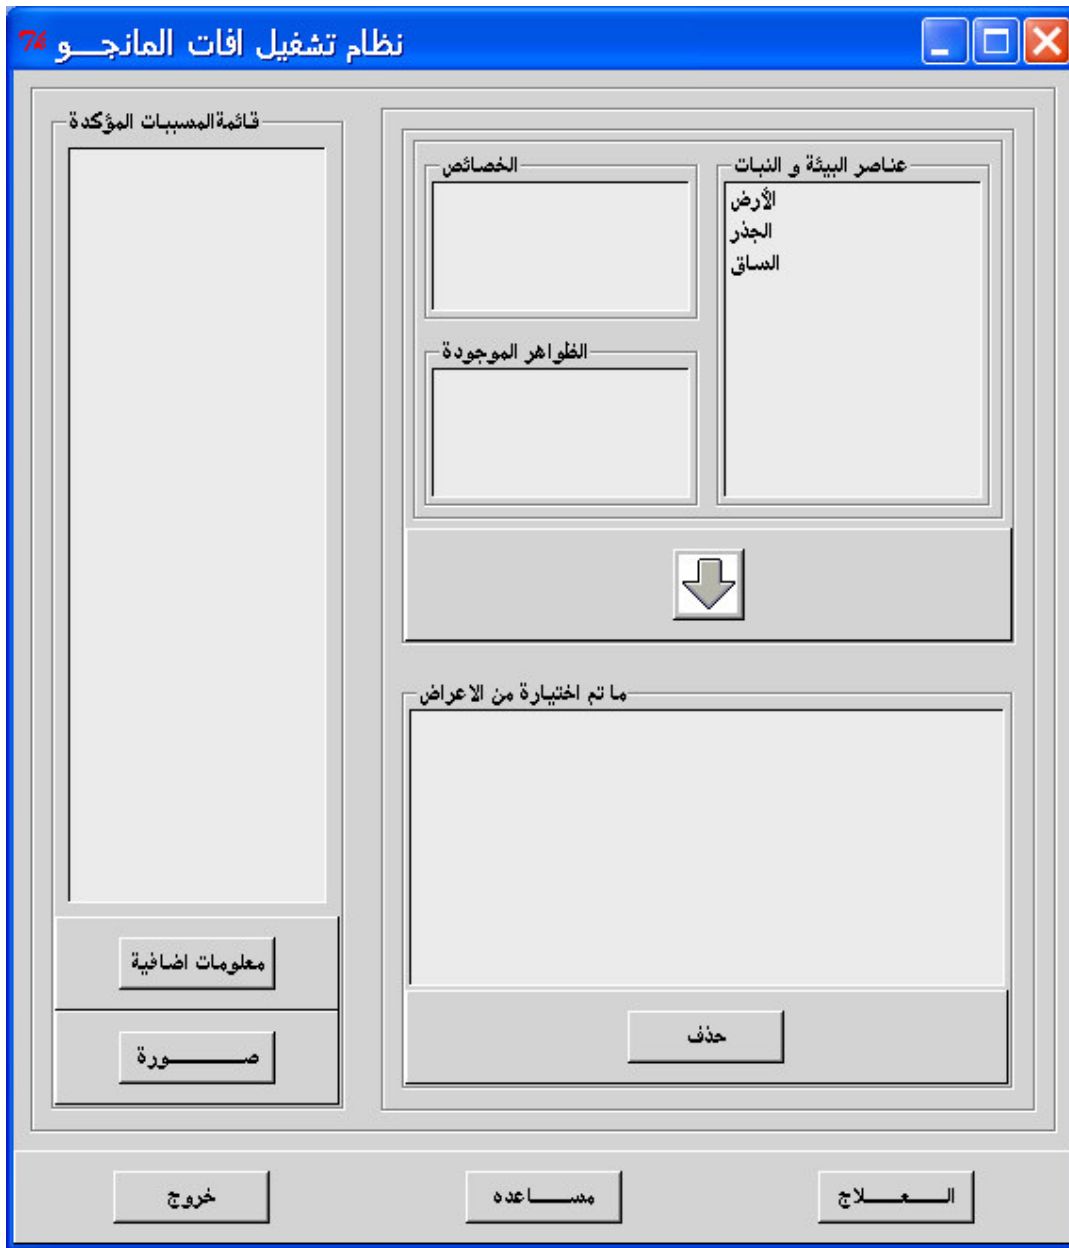 نظام تشغيل افات المانجـــو
عناصر البيئة و النبات
الأرض
الجذر
الساق
الخصائص
الظواهر الموجودة
ما تم اختيارة من الاعراض
حذف
قائمةالمسببات المؤكدة
معلومات اضافية
صـــــــورة
الـــعــــلاج
مســـــاعده
خروج